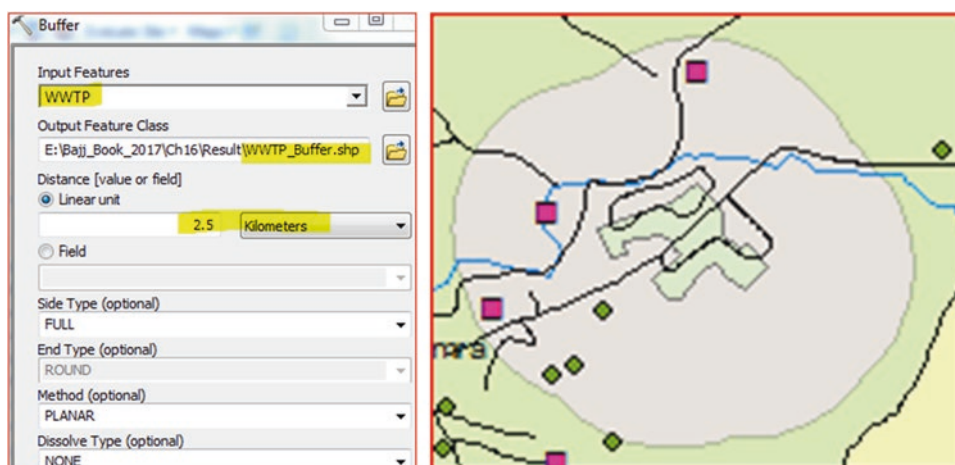 Buffer
Input Features
WWTP
Output Feature Class
E:\Bajj_Book_2017\Ch16\Result\WWTP_Buffer.shp
Distance [value or field]
Linear unit
2.5 Kilometers
Field
Side Type (optional)
FULL
End Type (optional)
ROUND
Method (optional)
PLANAR
Dissolve Type (optional)
NONE